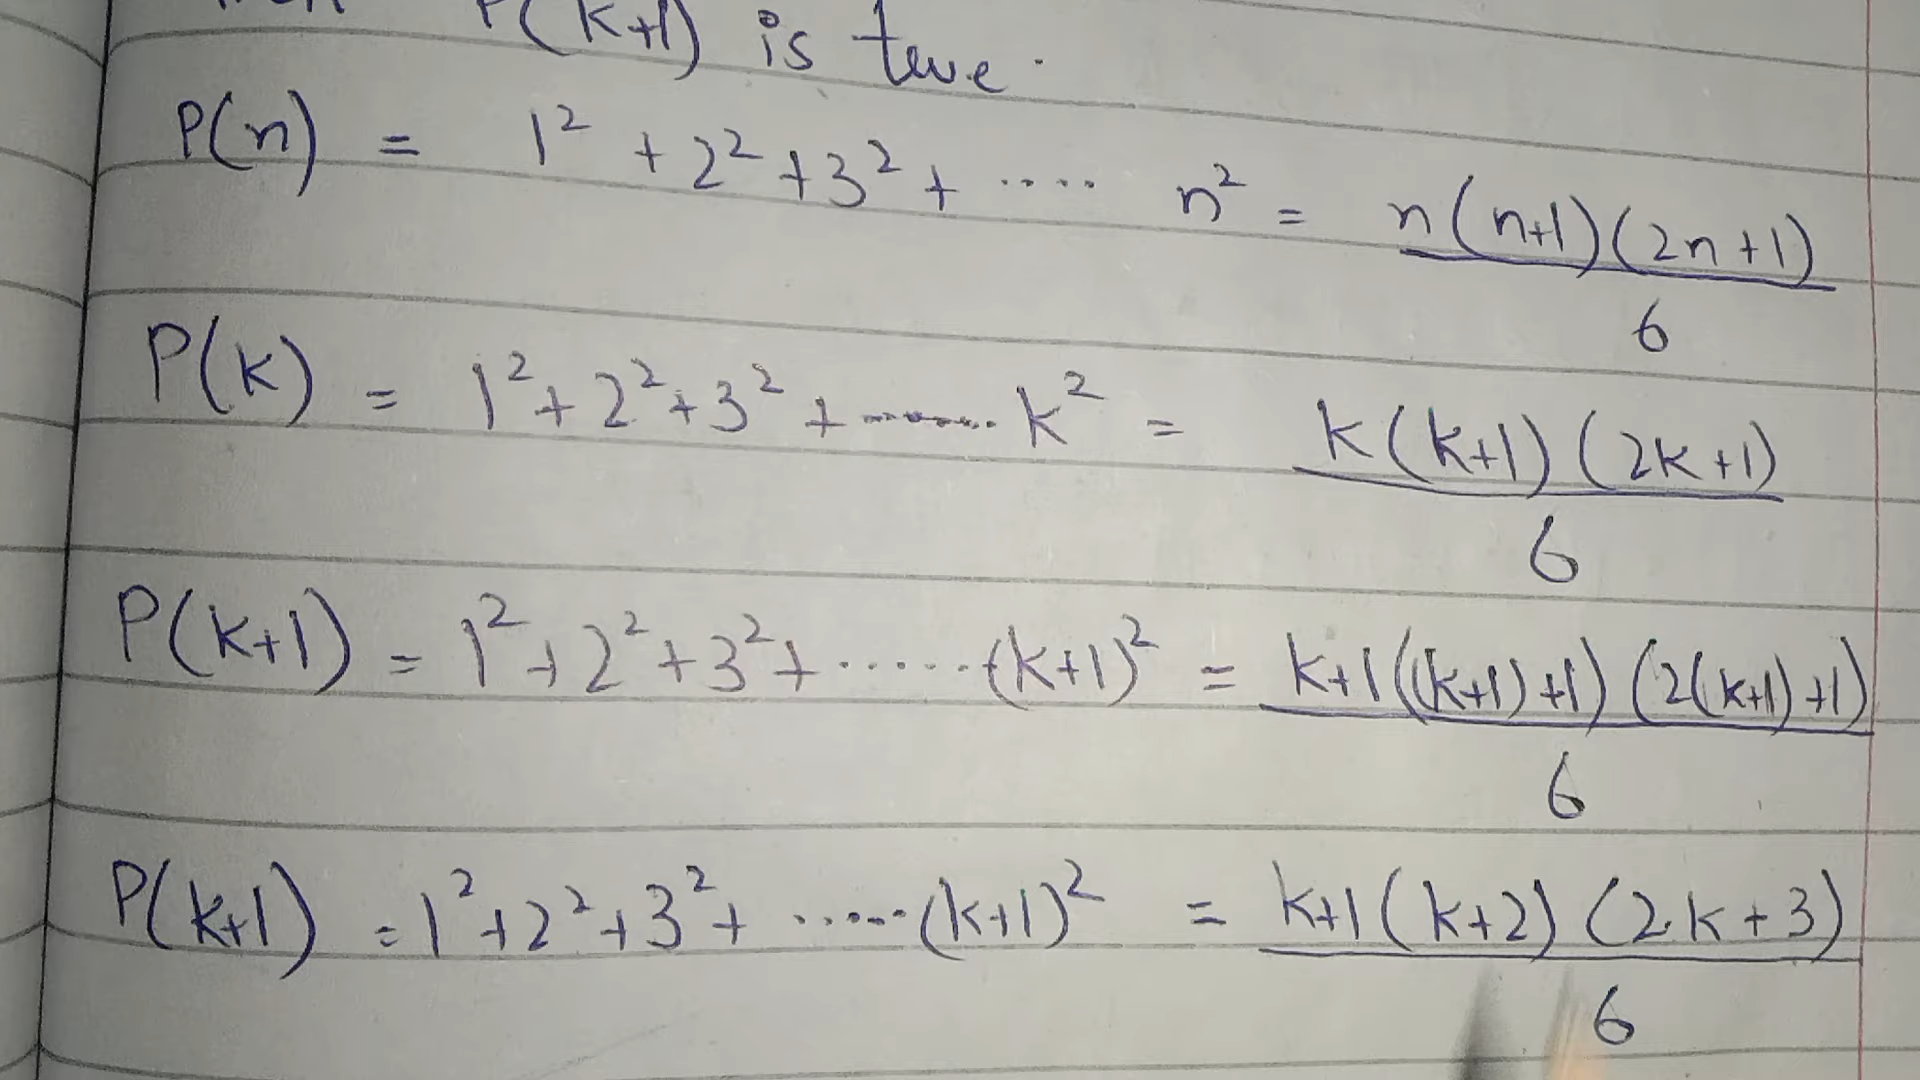 P(k+1) is true.
P(n) = 1² + 2² + 3² + ..... n² = n(n+1)(2n+1)
6
P(k) = 1² + 2² + 3² + ........ k² = k(k+1)(2k+1)
6
P(k+1) = 1² + 2² + 3² + ...... (k+1)² = k+1((k+1)+1)(2(k+1)+1)
6
P(k+1) = 1² + 2² + 3² + ...... (k+1)² = k+1(k+2)(2k+3)
6